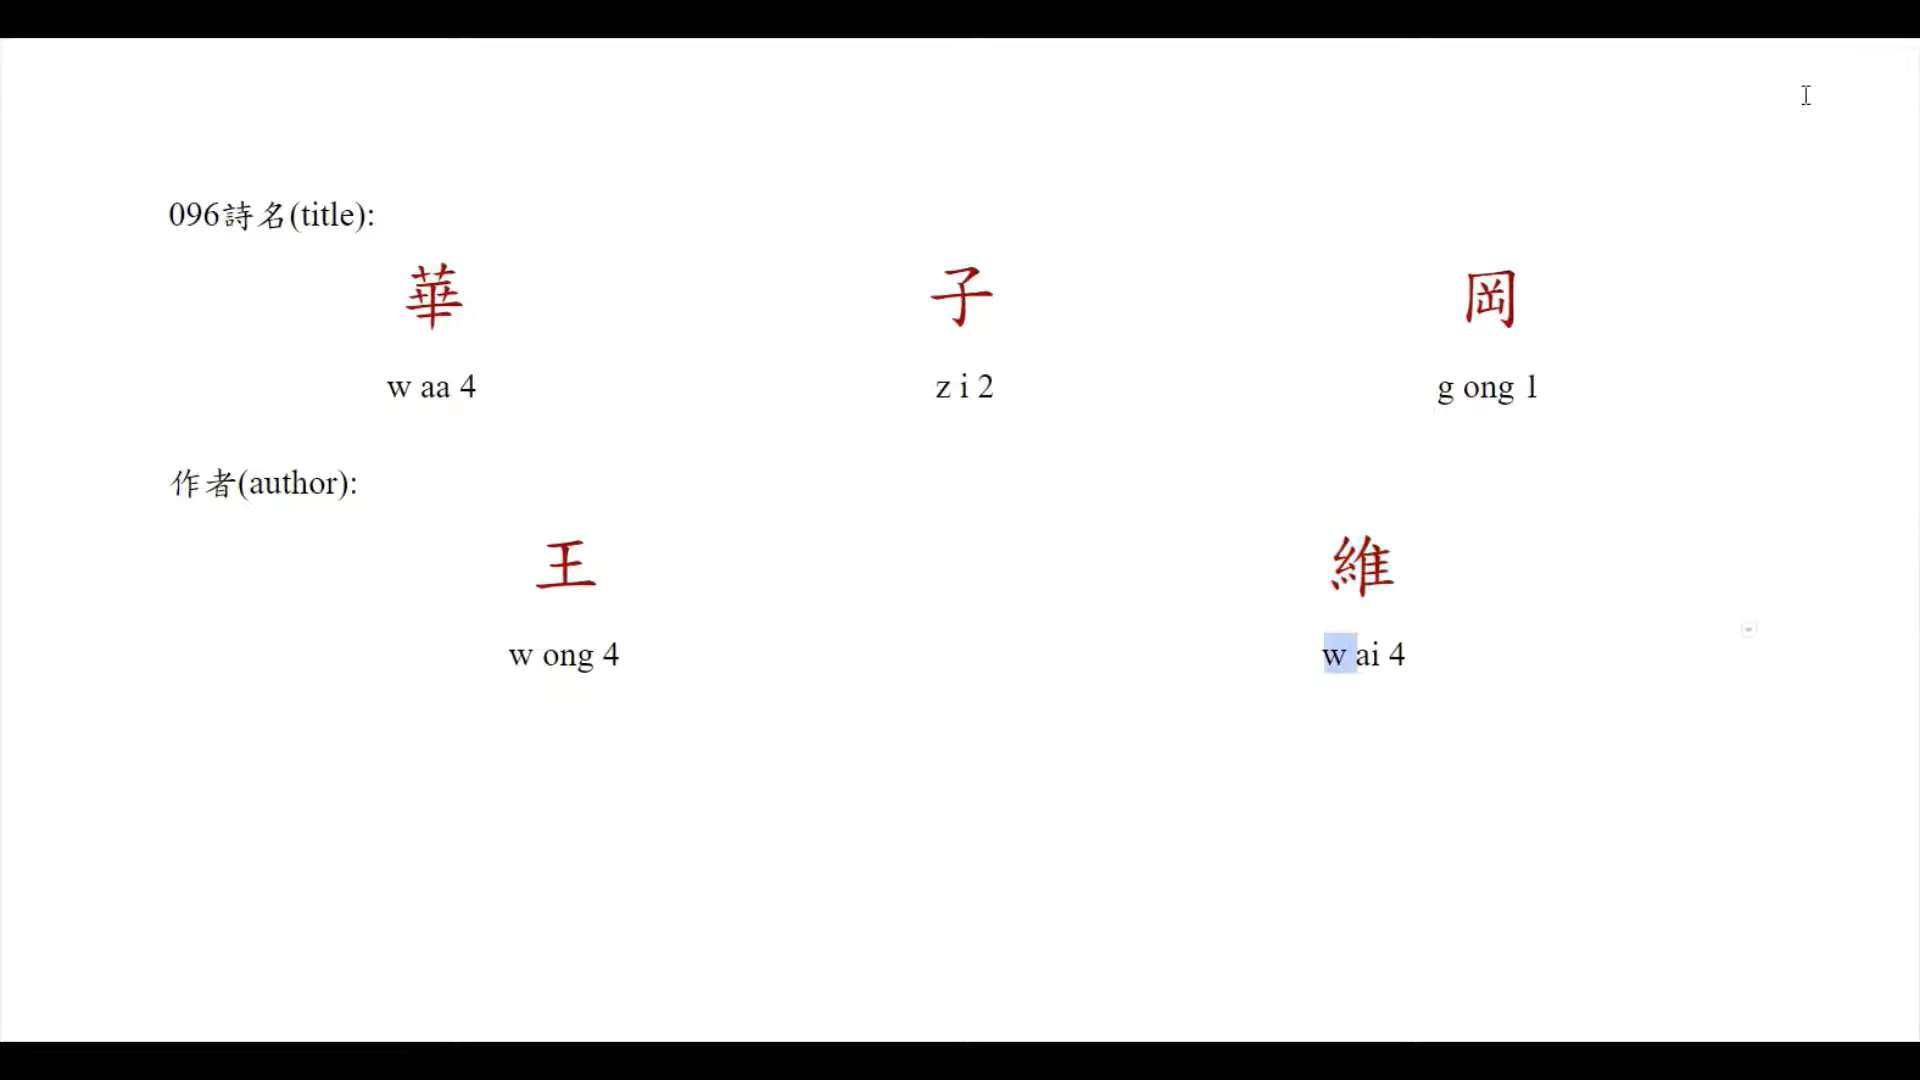 096詩名(title):
華 子 岡
w aa 4 z i 2 g ong 1
作者(author):
王 維
w ong 4 w ai 4